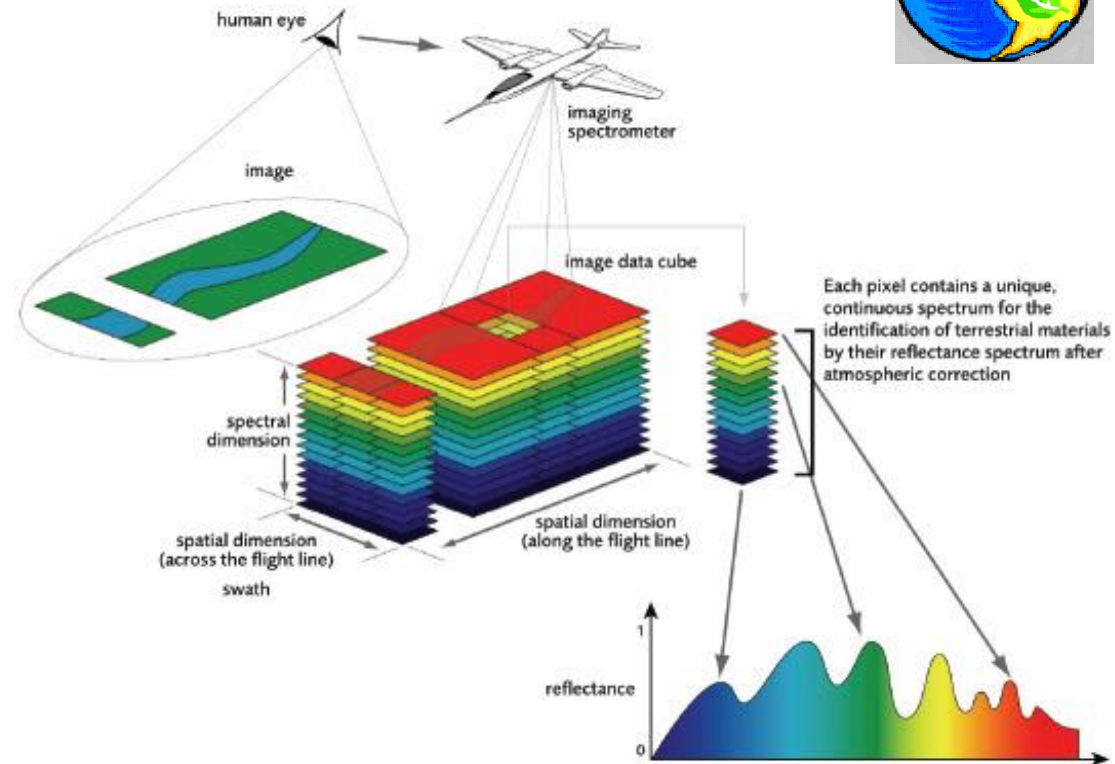 human eye
imaging
spectrometer
image
image data cube
Each pixel contains a unique,
continuous spectrum for the
identification of terrestrial materials
by their reflectance spectrum after
atmospheric correction
spectral
dimension
spatial dimension
(across the flight line)
swath
spatial dimension
(along the flight line)
1
reflectance
0